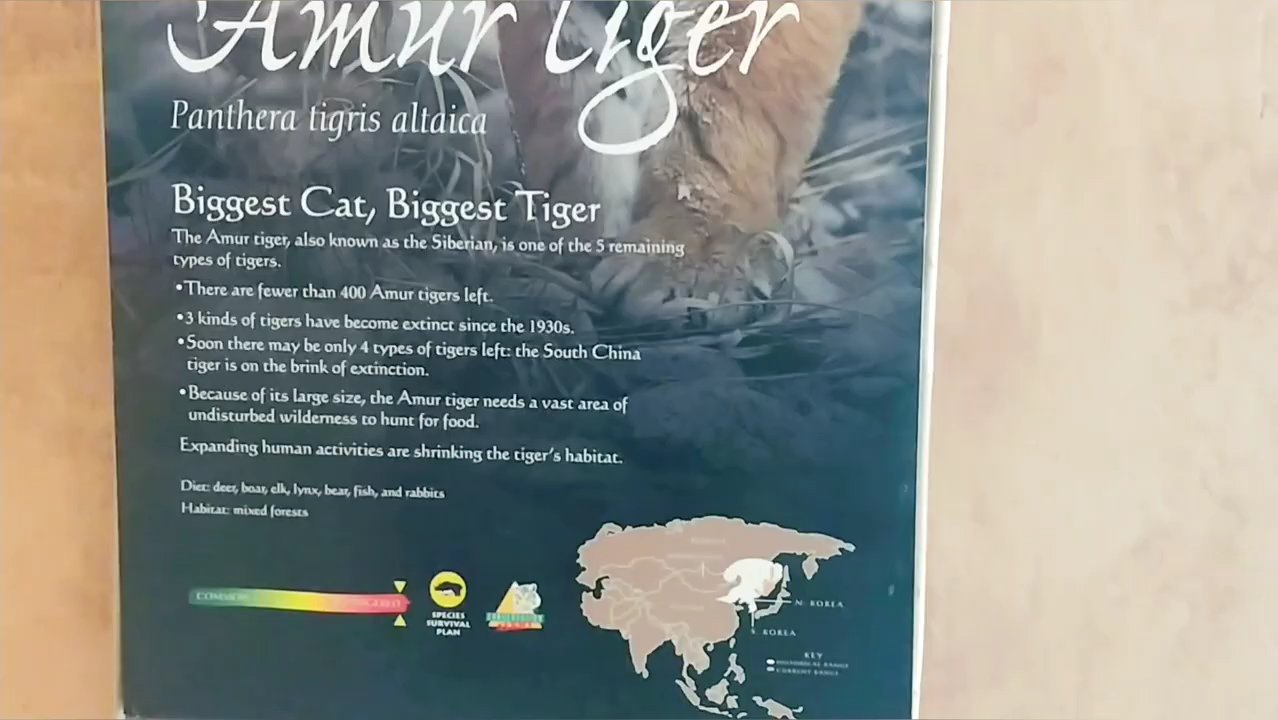 Amur tiger
Panthera tigris altaica
Biggest Cat, Biggest Tiger
The Amur tiger, also known as the Siberian, is one of the 5 remaining
types of tigers.
•There are fewer than 400 Amur tigers left.
•3 kinds of tigers have become extinct since the 1930s.
•Soon there may be only 4 types of tigers left: the South China
tiger is on the brink of extinction.
•Because of its large size, the Amur tiger needs a vast area of
undisturbed wilderness to hunt for food.
Expanding human activities are shrinking the tiger's habitat.
Diet: deer, boar, elk, lynx, bear, fish, and rabbits
Habitat: mixed forests
COMMON
SPECIES
SURVIVAL
PLAN
N. KOREA
S. KOREA
KEY
HISTORICAL RANGE
CURRENT RANGE